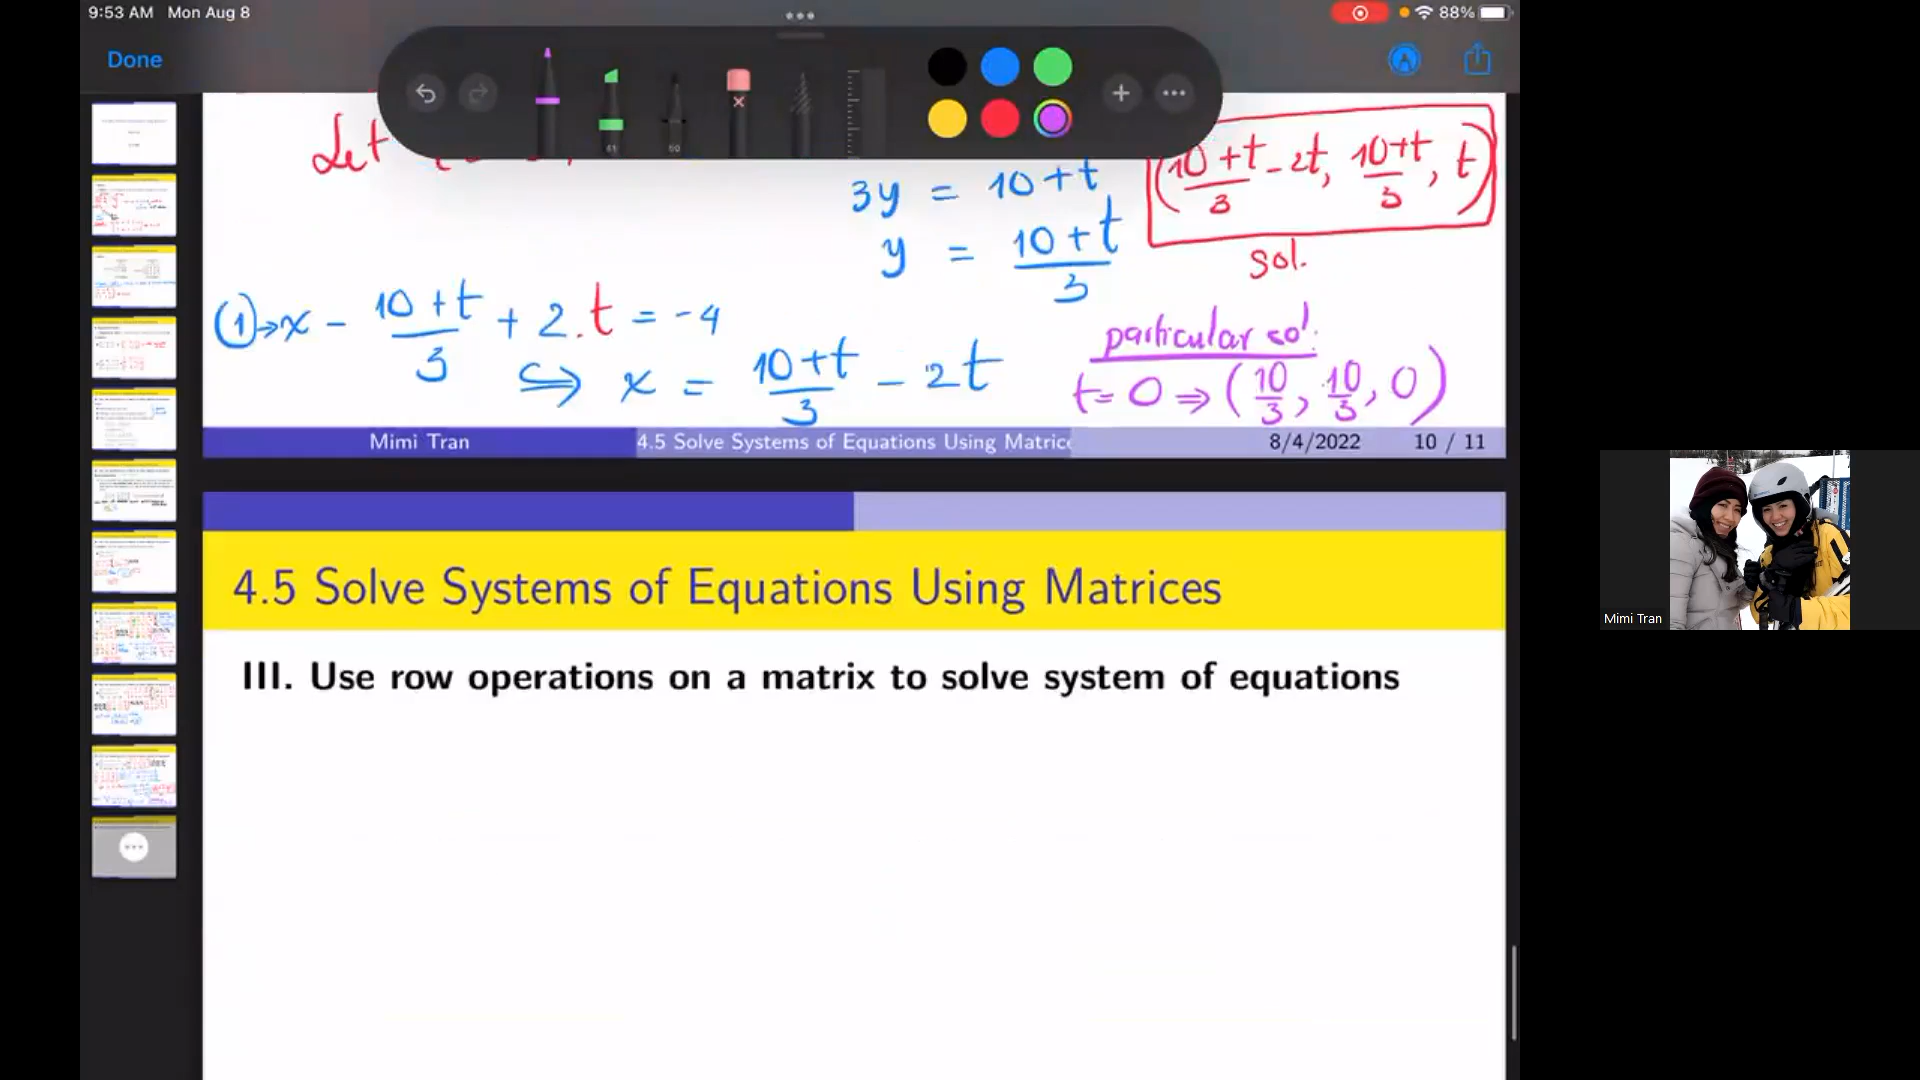 9:53 AM Mon Aug 8
88%
Done
Let
3y = 10+t
(10+t/3 - 2t, 10+t/3, t)
y = 10+t/3
sol.
① → x - 10+t/3 + 2.t = -4
particular sol:
↪ x = 10+t/3 - 2t
t = 0 ⇒ (10/3, 10/3, 0)
Mimi Tran 4.5 Solve Systems of Equations Using Matric 8/4/2022 10 / 11
4.5 Solve Systems of Equations Using Matrices
III. Use row operations on a matrix to solve system of equations
Mimi Tran